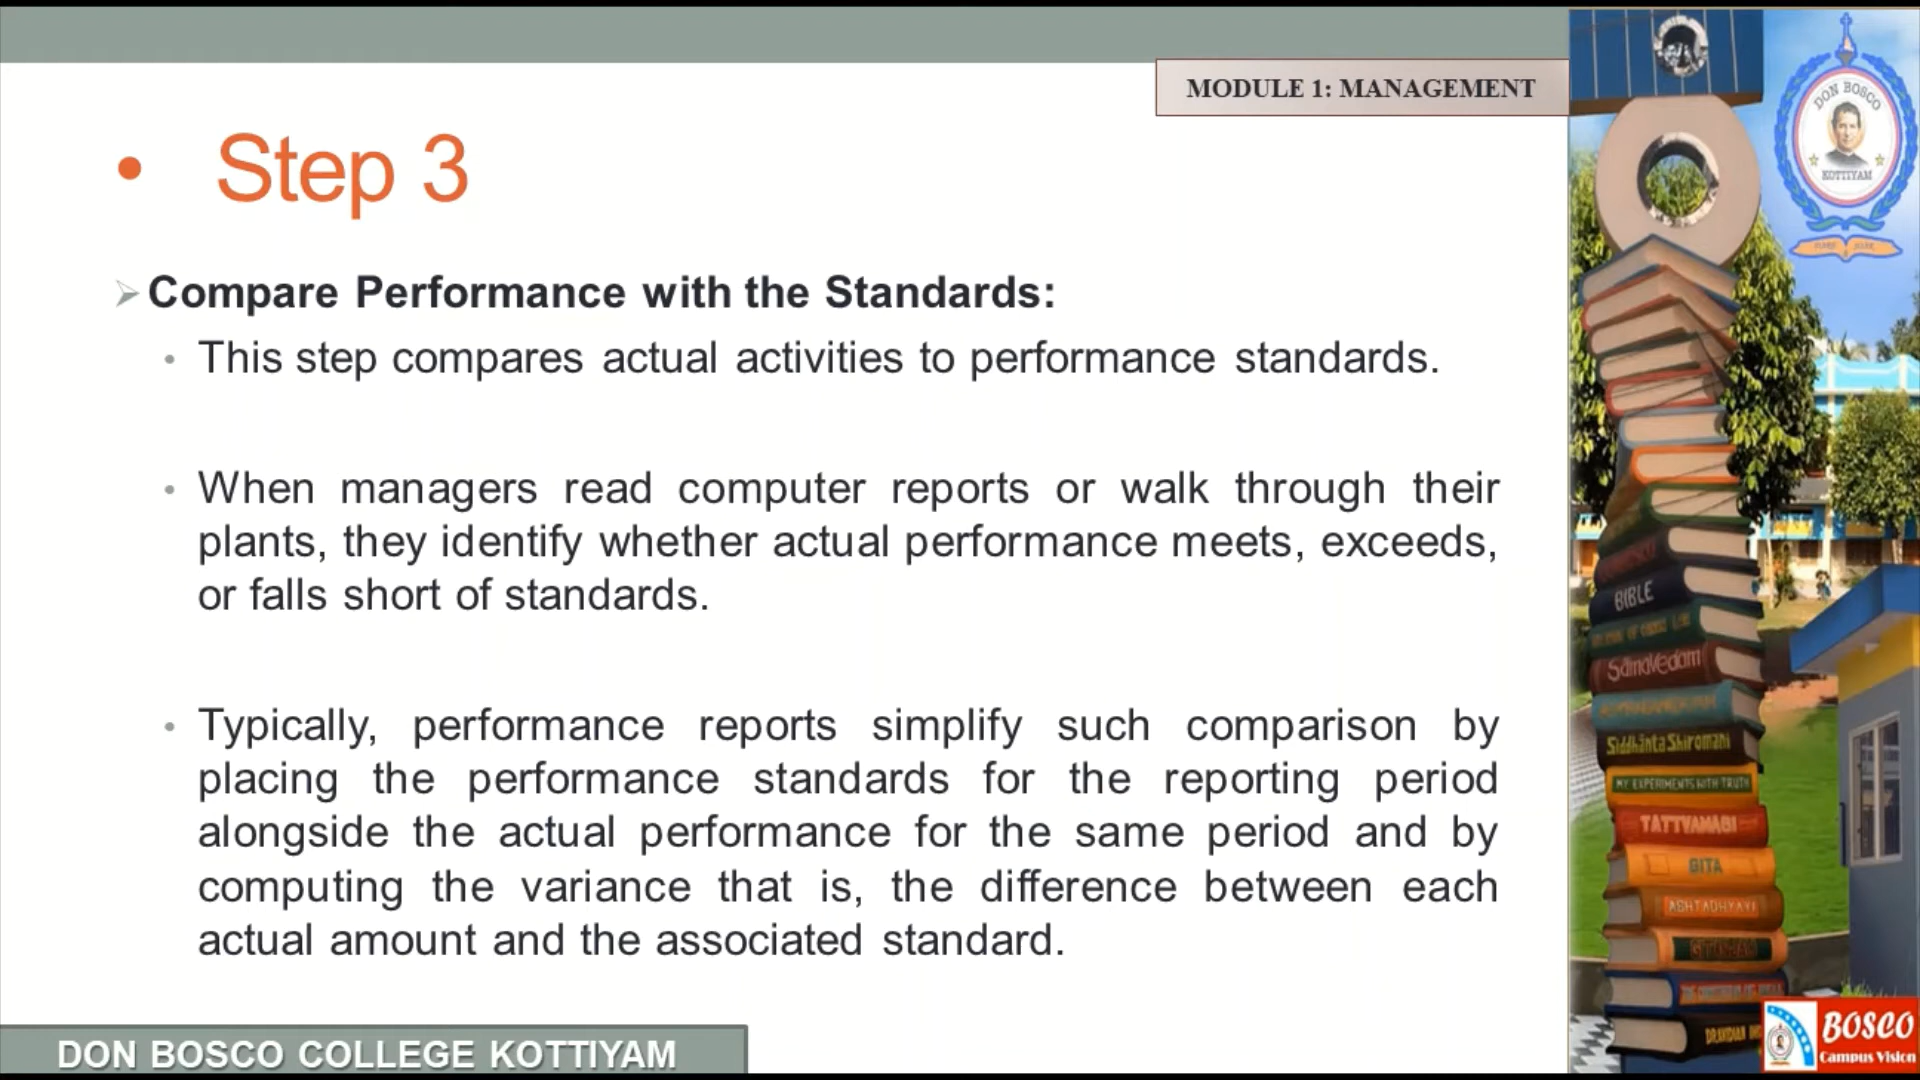 MODULE 1: MANAGEMENT
• Step 3
➢ Compare Performance with the Standards:
• This step compares actual activities to performance standards.
• When managers read computer reports or walk through their
plants, they identify whether actual performance meets, exceeds,
or falls short of standards.
• Typically, performance reports simplify such comparison by
placing the performance standards for the reporting period
alongside the actual performance for the same period and by
computing the variance that is, the difference between each
actual amount and the associated standard.
DON BOSCO COLLEGE KOTTIYAM
DON BOSCO
KOTTIYAM
BIBLE
SamaVedam
Siddhanta Shiromani
MY EXPERIMENTS WITH TRUTH
TATTVAMASI
GITA
ASHTADHYAYI
BOSCO
Campus Vision